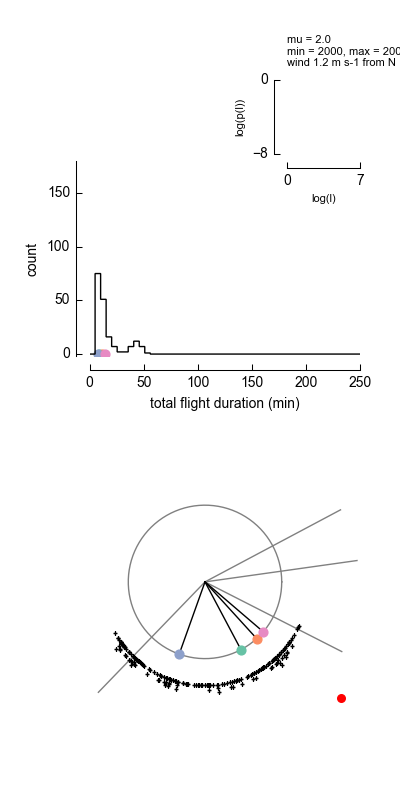 mu = 2.0
min = 2000, max = 200
wind 1.2 m s-1 from N
0
−8
log(p(l))
0 7
log(l)
150
100
50
0
count
0 50 100 150 200 250
total flight duration (min)